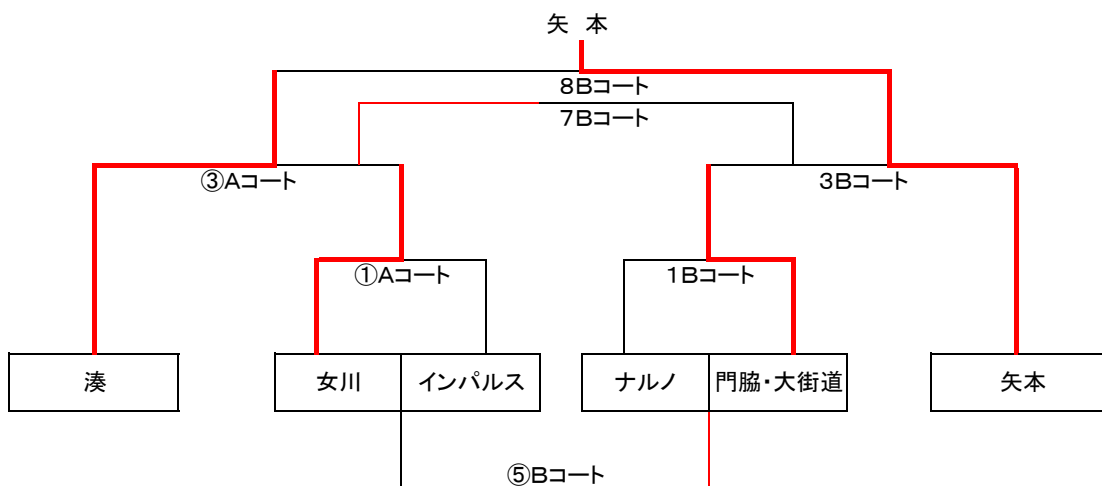 矢 本
8Bコート
7Bコート
③Aコート
3Bコート
①Aコート
1Bコート
湊
女川
インパルス
ナルノ
門脇・大街道
矢本
⑤Bコート